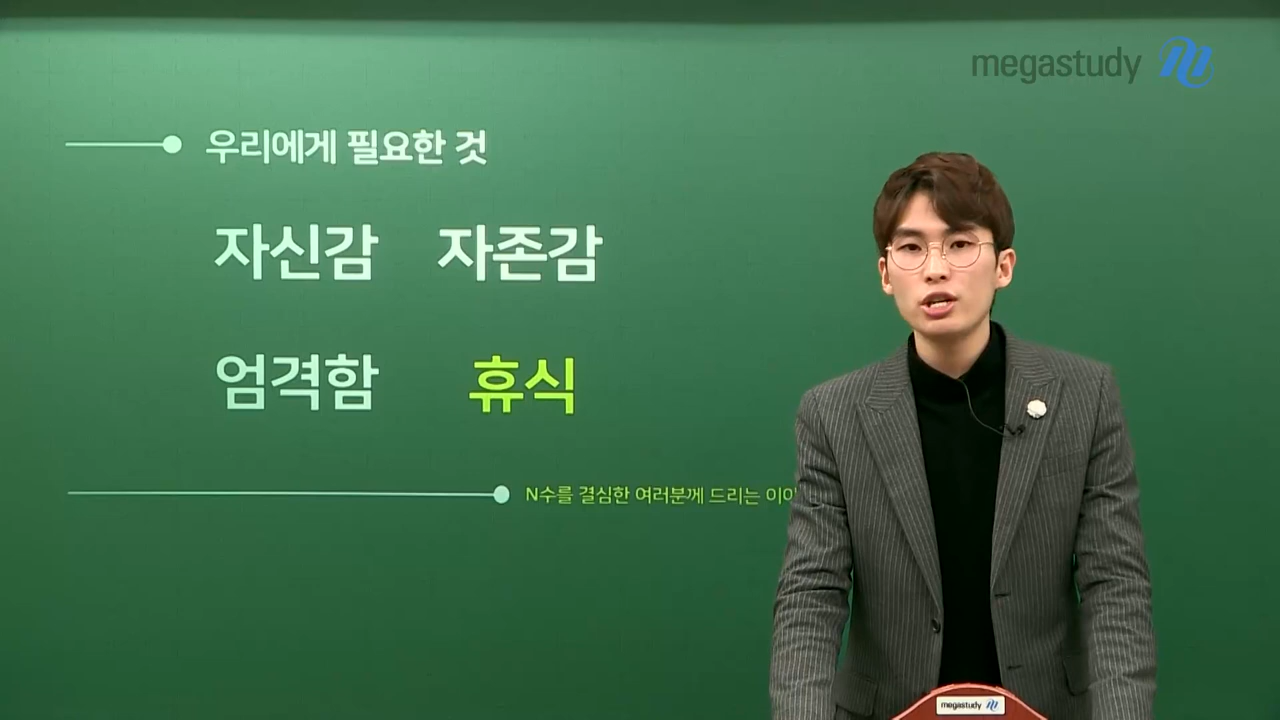 megastudy
우리에게 필요한 것
자신감 자존감
엄격함 휴식
N수를 결심한 여러분께 드리는
megastudy